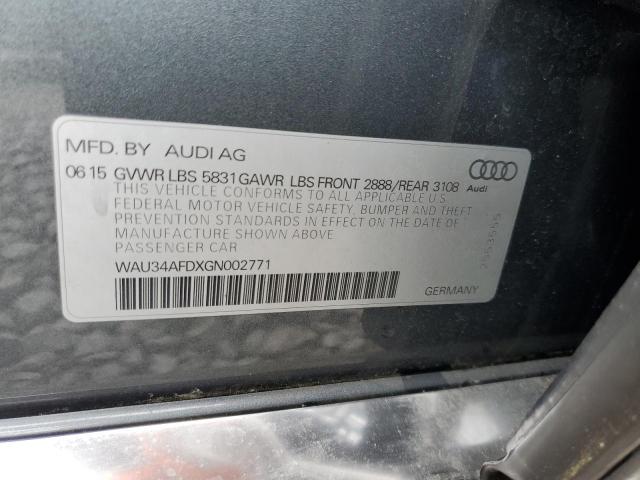 MFD. BY AUDI AG
06 15 GVWR LBS 5831 GAWR LBS FRONT 2888/REAR 3108
Audi
THIS VEHICLE CONFORMS TO ALL APPLICABLE U.S.
FEDERAL MOTOR VEHICLE SAFETY, BUMPER AND THEFT
PREVENTION STANDARDS IN EFFECT ON THE DATE OF
MANUFACTURE SHOWN ABOVE.
PASSENGER CAR
WAU34AFDXGN002771
GERMANY